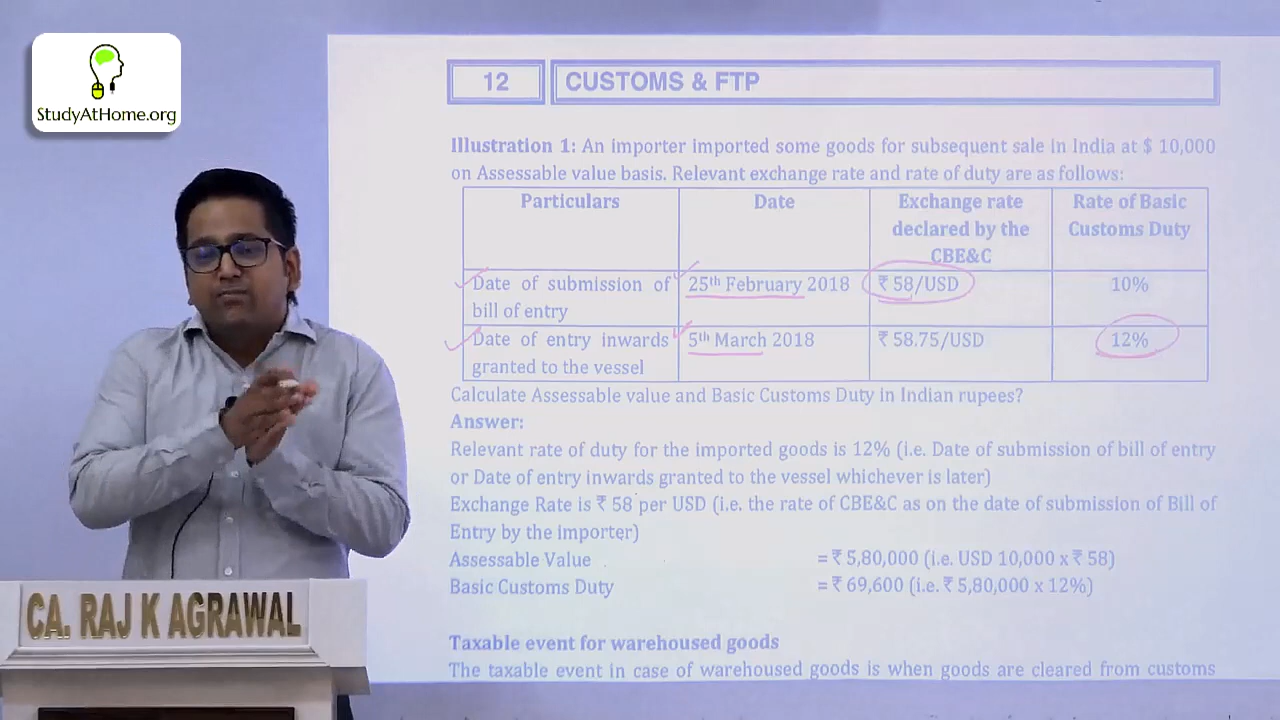 StudyAtHome.org
12 CUSTOMS & FTP
Illustration 1: An importer imported some goods for subsequent sale in India at $ 10,000
on Assessable value basis. Relevant exchange rate and rate of duty are as follows:
Particulars Date Exchange rate Rate of Basic
declared by the Customs Duty
CBE&C
Date of submission of 25th February 2018 ₹ 58/USD 10%
bill of entry
Date of entry inwards 5th March 2018 ₹ 58.75/USD 12%
granted to the vessel
Calculate Assessable value and Basic Customs Duty in Indian rupees?
Answer:
Relevant rate of duty for the imported goods is 12% (i.e. Date of submission of bill of entry
or Date of entry inwards granted to the vessel whichever is later)
Exchange Rate is ₹ 58 per USD (i.e. the rate of CBE&C as on the date of submission of Bill of
Entry by the importer)
Assessable Value = ₹ 5,80,000 (i.e. USD 10,000 x ₹ 58)
Basic Customs Duty = ₹ 69,600 (i.e. ₹ 5,80,000 x 12%)
Taxable event for warehoused goods
The taxable event in case of warehoused goods is when goods are cleared from customs
CA. RAJ K AGRAWAL